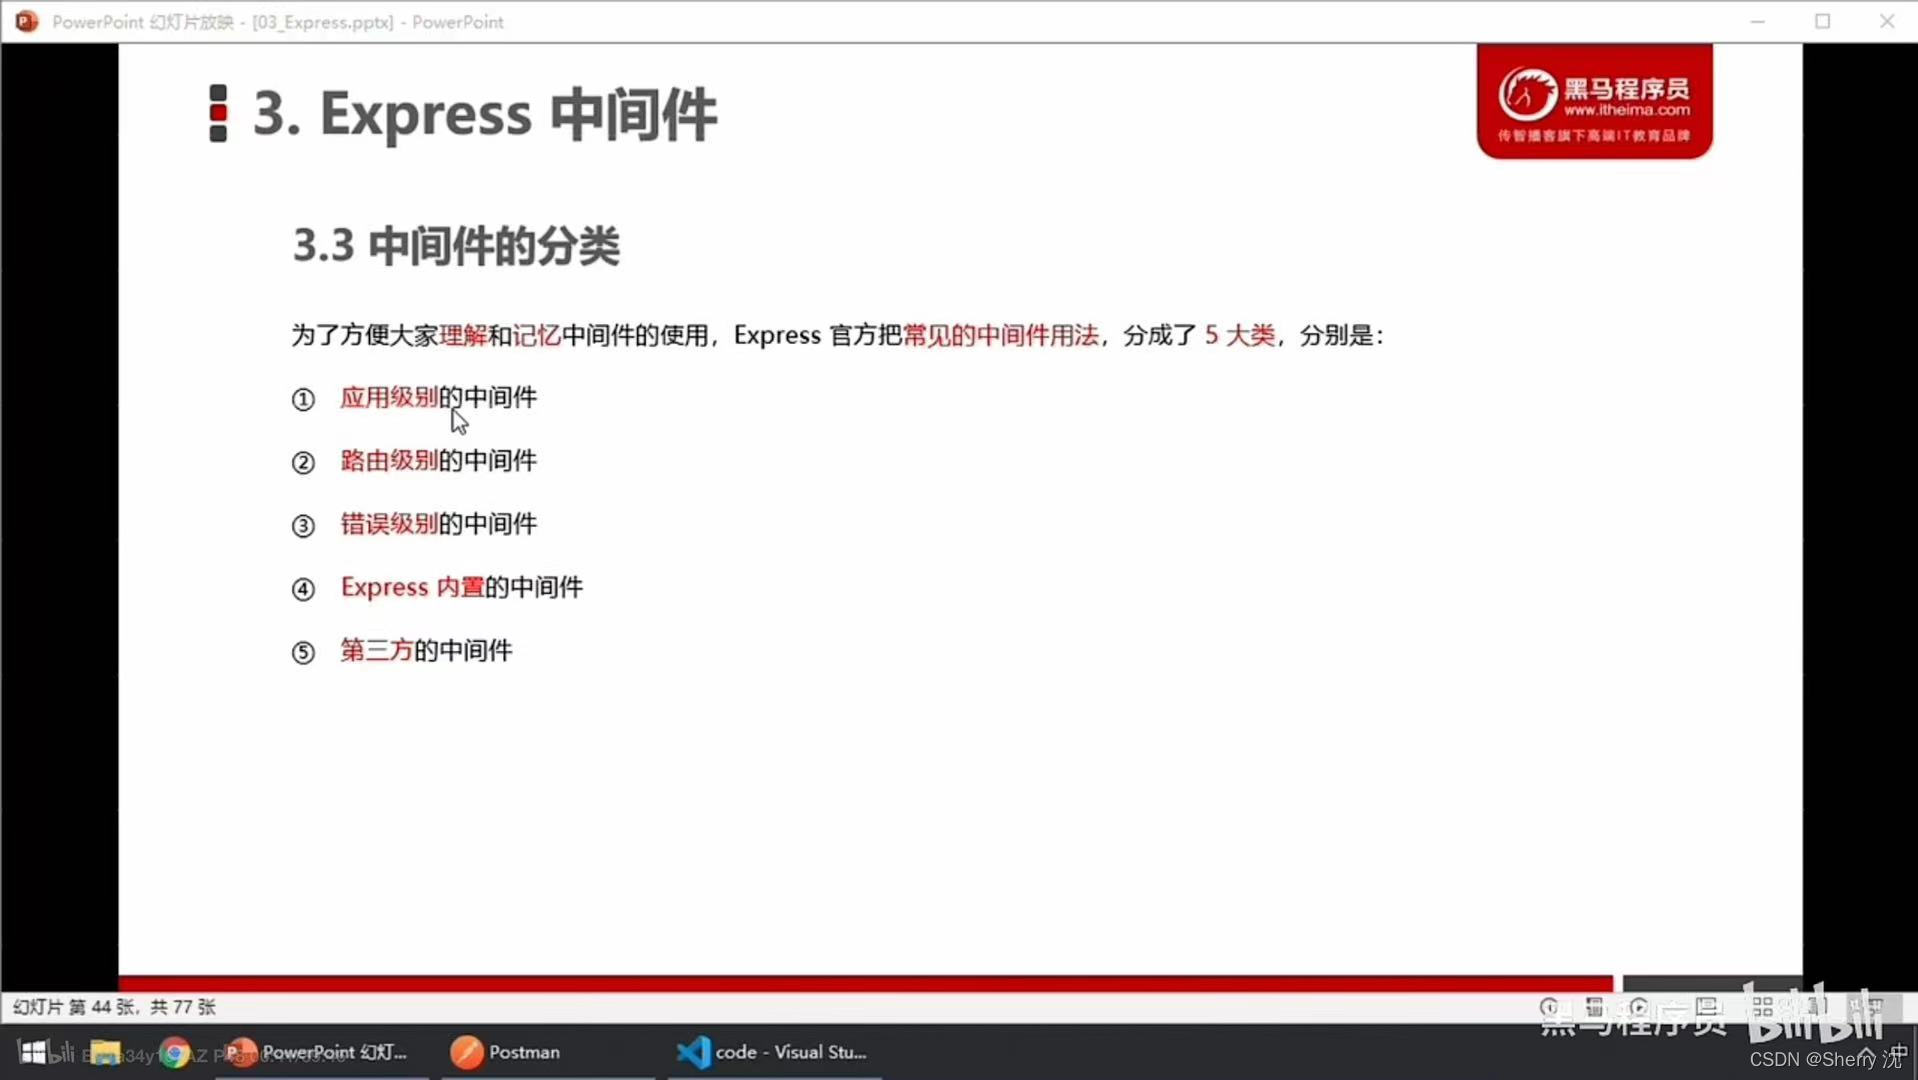 PowerPoint 幻灯片放映 - [03_Express.pptx] - PowerPoint
3. Express 中间件
黑马程序员
www.itheima.com
传智播客旗下高端IT教育品牌
3.3 中间件的分类
为了方便大家理解和记忆中间件的使用，Express 官方把常见的中间件用法，分成了 5 大类，分别是：
① 应用级别的中间件
② 路由级别的中间件
③ 错误级别的中间件
④ Express 内置的中间件
⑤ 第三方的中间件
幻灯片 第 44 张，共 77 张
黑马程序员 bilibili
PowerPoint 幻灯...
Postman
code - Visual Stu...
中
CSDN @Sherry 沈